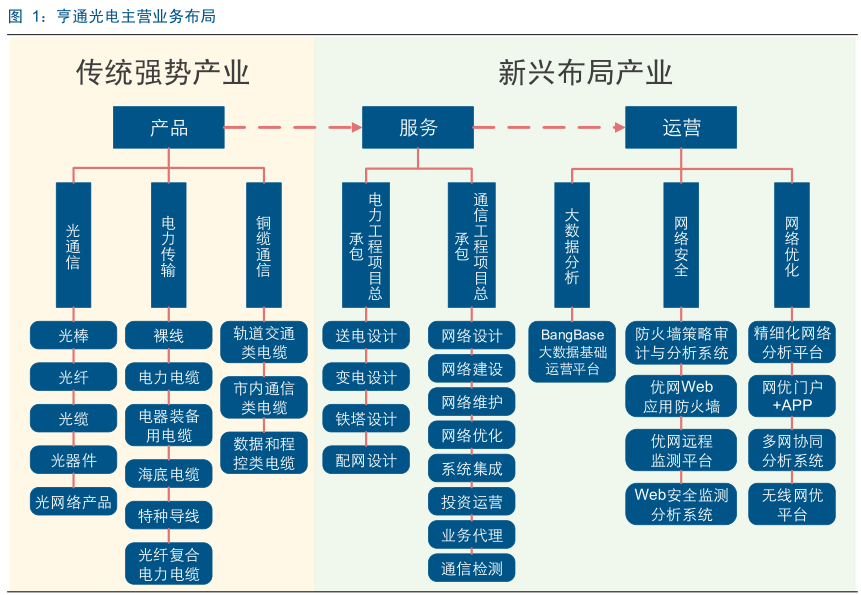 图 1：亨通光电主营业务布局
传统强势产业
新兴布局产业
产品
服务
运营
光通信
电力传输
铜缆通信
电力工程项目总
承包
通信工程项目总
承包
大数据分析
网络安全
网络优化
光棒
光纤
光缆
光器件
光网络产品
裸线
电力电缆
电器装备
用电缆
海底电缆
特种导线
光纤复合
电力电缆
轨道交通
类电缆
市内通信
类电缆
数据和程
控类电缆
送电设计
变电设计
铁塔设计
配网设计
网络设计
网络建设
网络维护
网络优化
系统集成
投资运营
业务代理
通信检测
BangBase
大数据基础
运营平台
防火墙策略审
计与分析系统
优网Web
应用防火墙
优网远程
监测平台
Web安全监测
分析系统
精细化网络
分析平台
网优门户
+APP
多网协同
分析系统
无线网优
平台